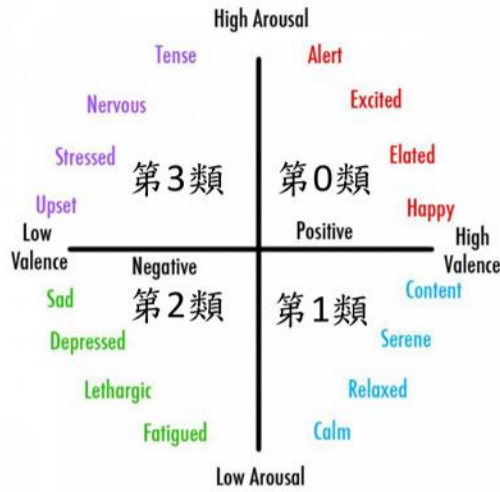 High Arousal
Tense
Alert
Nervous
Excited
Stressed
Elated
第3類
第0類
Upset
Happy
Low
Valence
Positive
High
Valence
Negative
Sad
Content
第2類
第1類
Depressed
Serene
Lethargic
Relaxed
Fatigued
Calm
Low Arousal